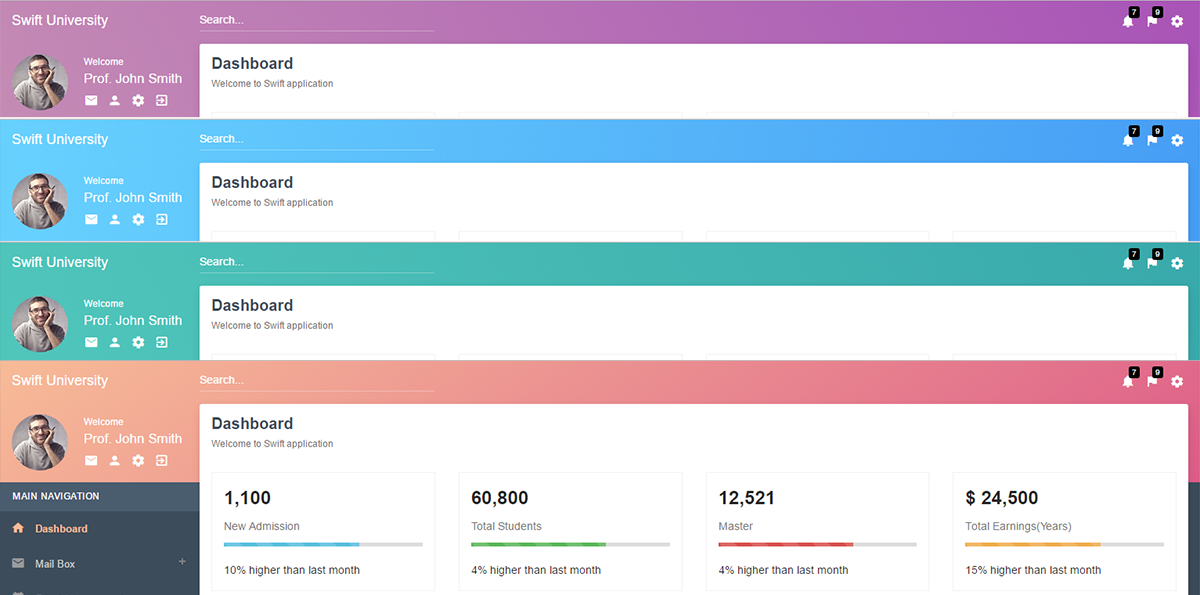 Swift University Search... 7 9
Welcome Dashboard
Prof. John Smith Welcome to Swift application
Swift University Search... 7 9
Welcome Dashboard
Prof. John Smith Welcome to Swift application
Swift University Search... 7 9
Welcome Dashboard
Prof. John Smith Welcome to Swift application
Swift University Search... 7 9
Welcome Dashboard
Prof. John Smith Welcome to Swift application
MAIN NAVIGATION
Dashboard
Mail Box +
1,100
New Admission
10% higher than last month
60,800
Total Students
4% higher than last month
12,521
Master
4% higher than last month
$ 24,500
Total Earnings(Years)
15% higher than last month